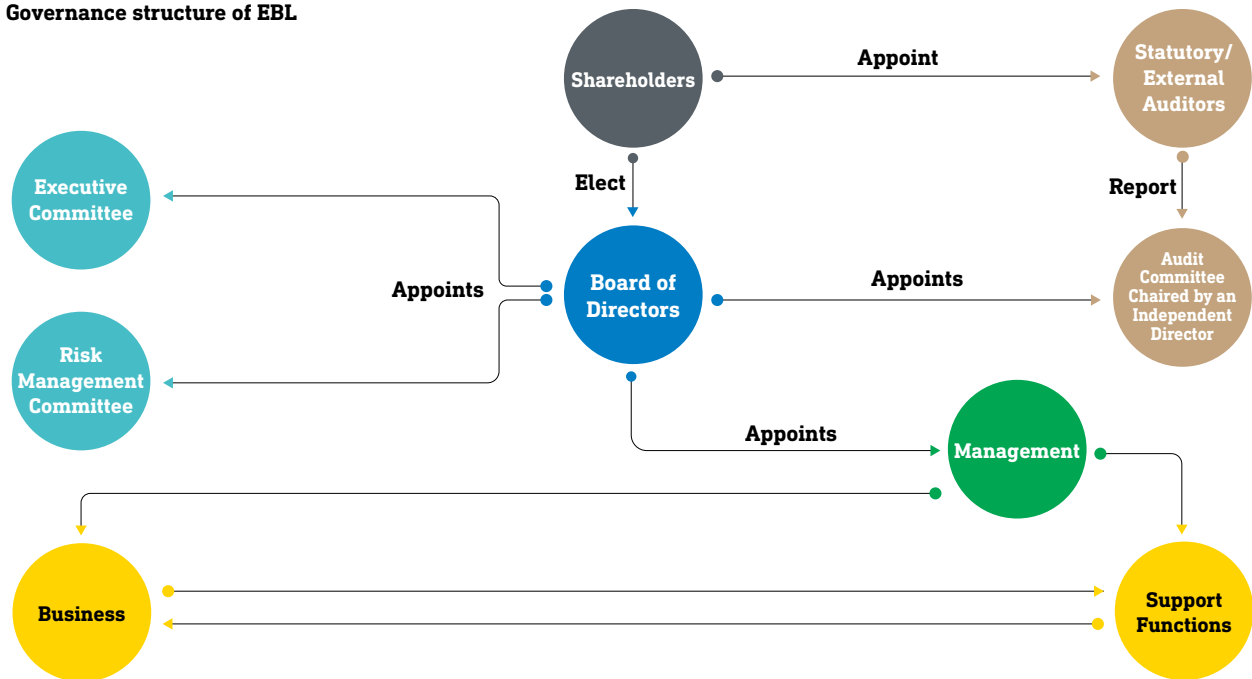 Governance structure of EBL
Shareholders
Appoint
Statutory/
External
Auditors
Elect
Report
Executive
Committee
Appoints
Board of
Directors
Appoints
Audit
Committee
Chaired by an
Independent
Director
Risk
Management
Committee
Appoints
Management
Business
Support
Functions